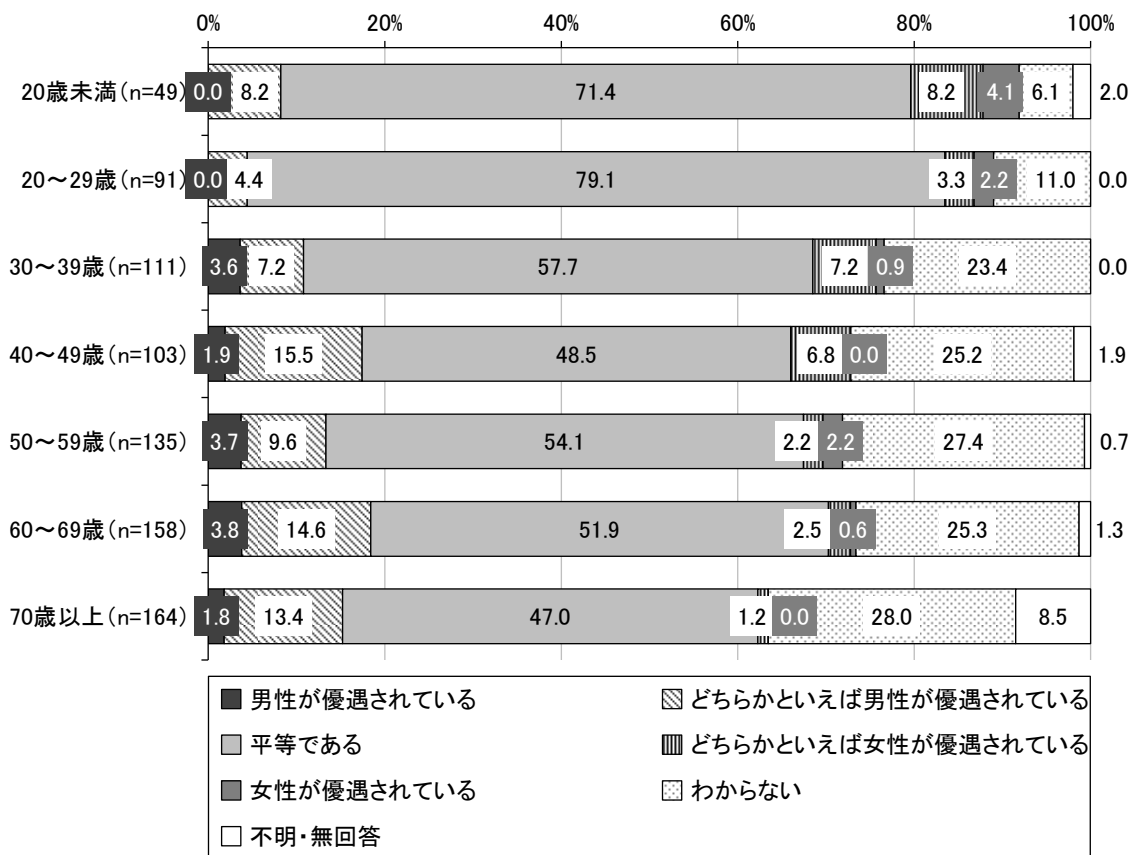 0% 20% 40% 60% 80% 100%
20歳未満(n=49) 0.0 8.2 71.4 8.2 4.1 6.1 2.0
20～29歳(n=91) 0.0 4.4 79.1 3.3 2.2 11.0 0.0
30～39歳(n=111) 3.6 7.2 57.7 7.2 0.9 23.4 0.0
40～49歳(n=103) 1.9 15.5 48.5 6.8 0.0 25.2 1.9
50～59歳(n=135) 3.7 9.6 54.1 2.2 2.2 27.4 0.7
60～69歳(n=158) 3.8 14.6 51.9 2.5 0.6 25.3 1.3
70歳以上(n=164) 1.8 13.4 47.0 1.2 0.0 28.0 8.5
男性が優遇されている どちらかといえば男性が優遇されている
平等である どちらかといえば女性が優遇されている
女性が優遇されている わからない
不明・無回答